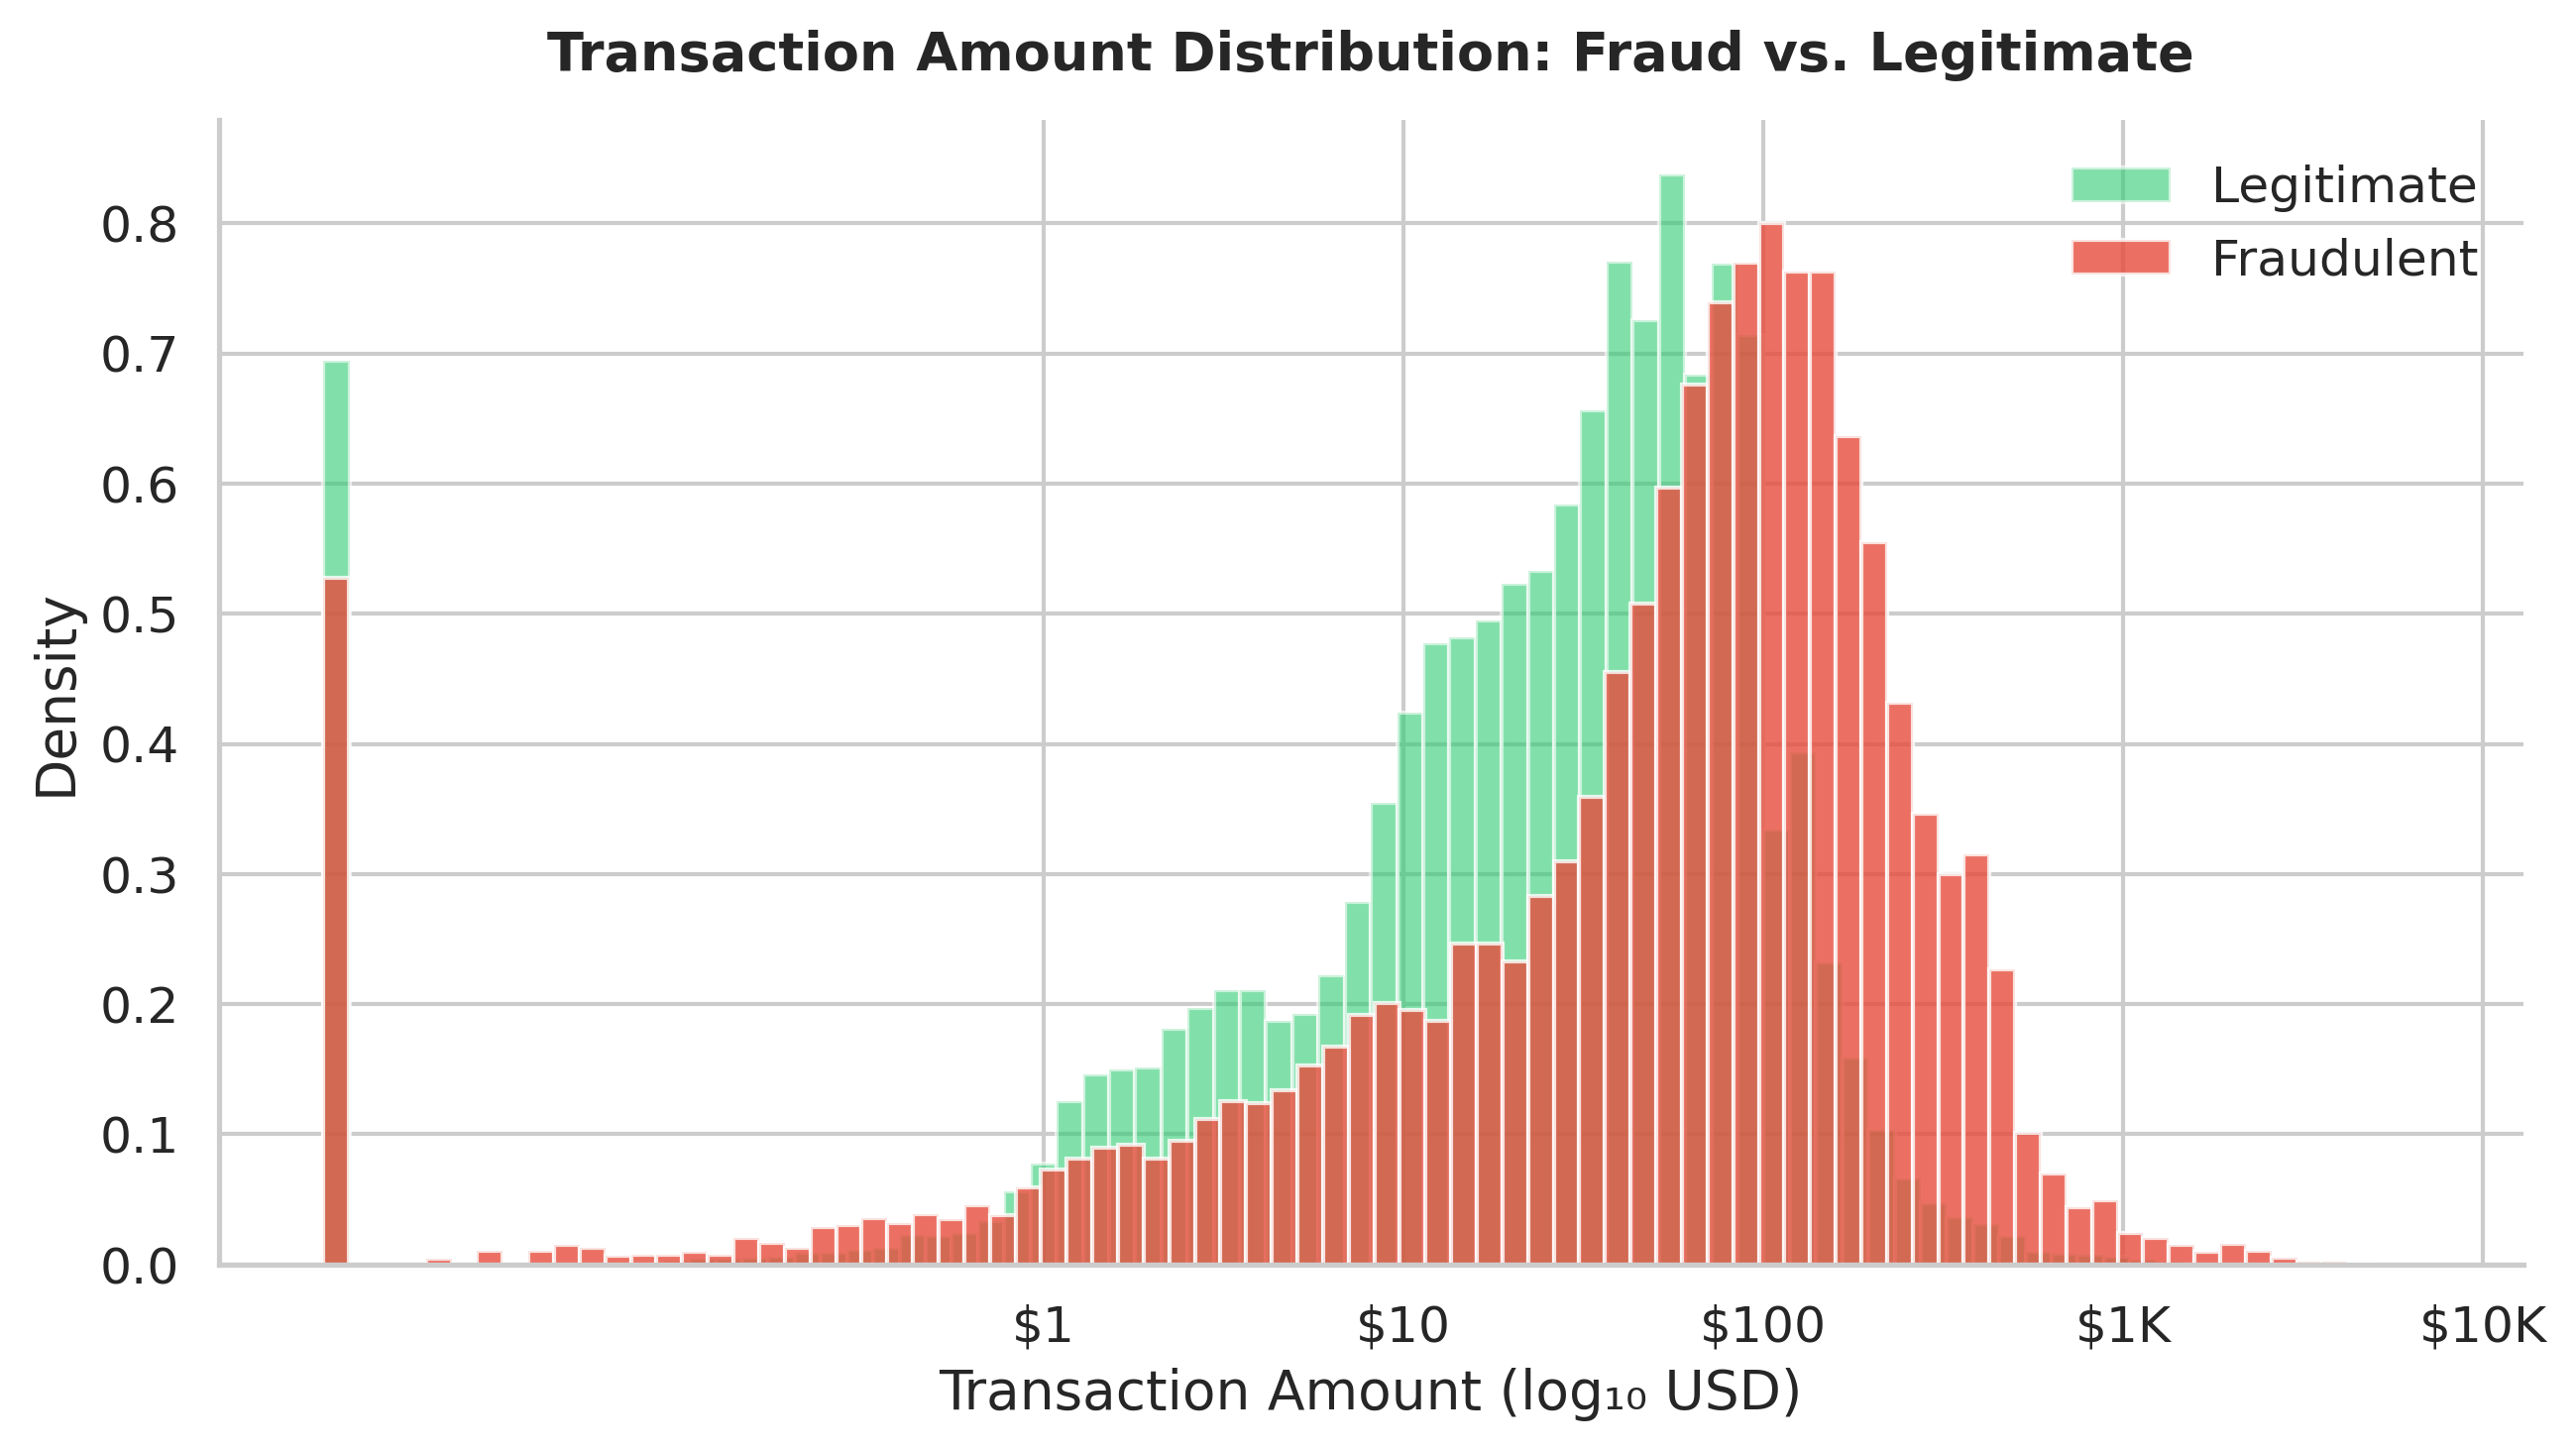 Transaction Amount Distribution: Fraud vs. Legitimate
Legitimate
Fraudulent
Density
0.8
0.7
0.6
0.5
0.4
0.3
0.2
0.1
0.0
$1 $10 $100 $1K $10K
Transaction Amount (log₁₀ USD)